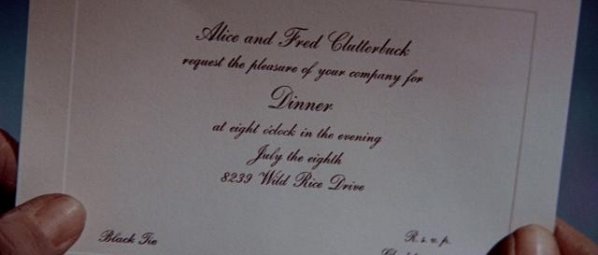 Alice and Fred Clutterbuck
request the pleasure of your company for
Dinner
at eight o'clock in the evening
July the eighth
8239 Wild Rice Drive
Black Tie
R.s.v.p.